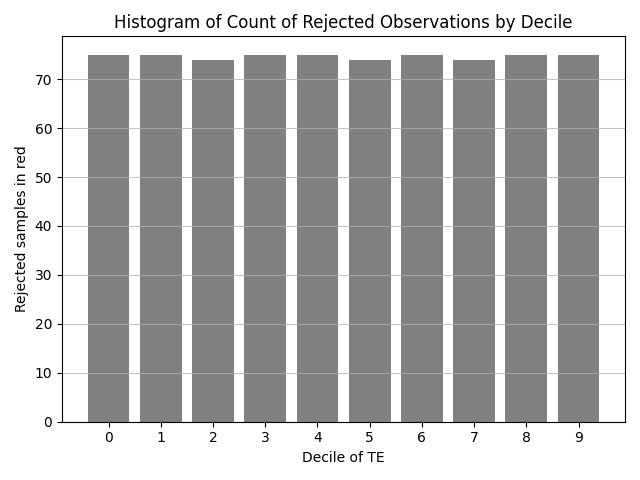 Histogram of Count of Rejected Observations by Decile
70
60
50
40
30
20
10
0
Rejected samples in red
0 1 2 3 4 5 6 7 8 9
Decile of TE